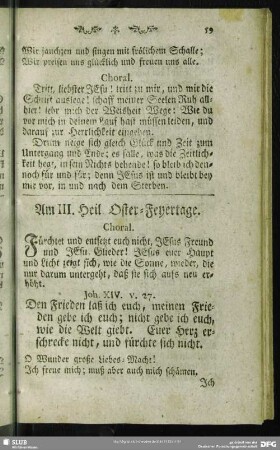 59
Wir jauchzen und singen mit frölichem Schalle;
Wir preisen uns glücklich und freuen uns alle.
Choral.
Tritt, liebster JEsu! tritt zu mir, und mir die
Schrift auslege! schaff meiner Seelen Ruh all-
hier! lehr mich der Weisheit Wege: Wie du
vor mich in deinem Lauf hast müssen leiden, und
darauf zur Herrlichkeit eingehen.
Drum neige sich gleich Glück und Zeit zum
Untergang und Ende; es falle, was die Zeitlich-
keit hegt, in sein Nichts behende! so bleib ich den-
noch für und für; denn JEsus ist und bleibt bey
mir vor, in und nach dem Sterben.
Am III. Heil. Oster-Feyertage.
Choral.
Fürchtet und entsetzt euch nicht, JEsus Freund
und JEsu Glieder! JEsus euer Haupt
und Licht zeigt sich, wie die Sonne, wieder, die
nur darum untergeht, daß sie sich aufs neu er-
höht.
Joh. XIV. v. 27.
Den Frieden laß ich euch, meinen Frie-
den gebe ich euch; nicht gebe ich euch,
wie die Welt giebt. Euer Herz er-
schrecke nicht, und fürchte sich nicht.
O Wunder große Liebes-Macht!
Ich freue mich; muß aber auch mich schämen.
Ich
SLUB
DFG